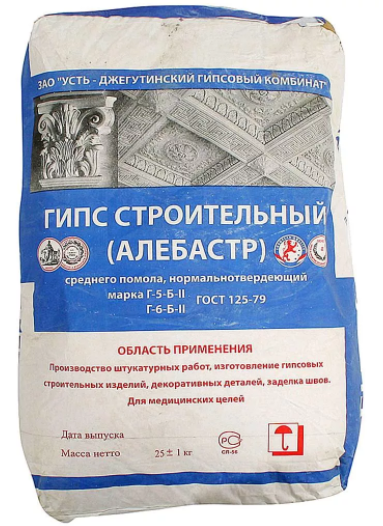 ЗАО "УСТЬ - ДЖЕГУТИНСКИЙ ГИПСОВЫЙ КОМБИНАТ"
ГИПС СТРОИТЕЛЬНЫЙ
(АЛЕБАСТР)
среднего помола, нормальнотвердеющий
марка Г-5-Б-II ГОСТ 125-79
Г-6-Б-II
ОБЛАСТЬ ПРИМЕНЕНИЯ
Производство штукатурных работ, изготовление гипсовых
строительных изделий, декоративных деталей, заделка швов.
Для медицинских целей
Дата выпуска
Масса нетто 25 ± 1 кг
РС